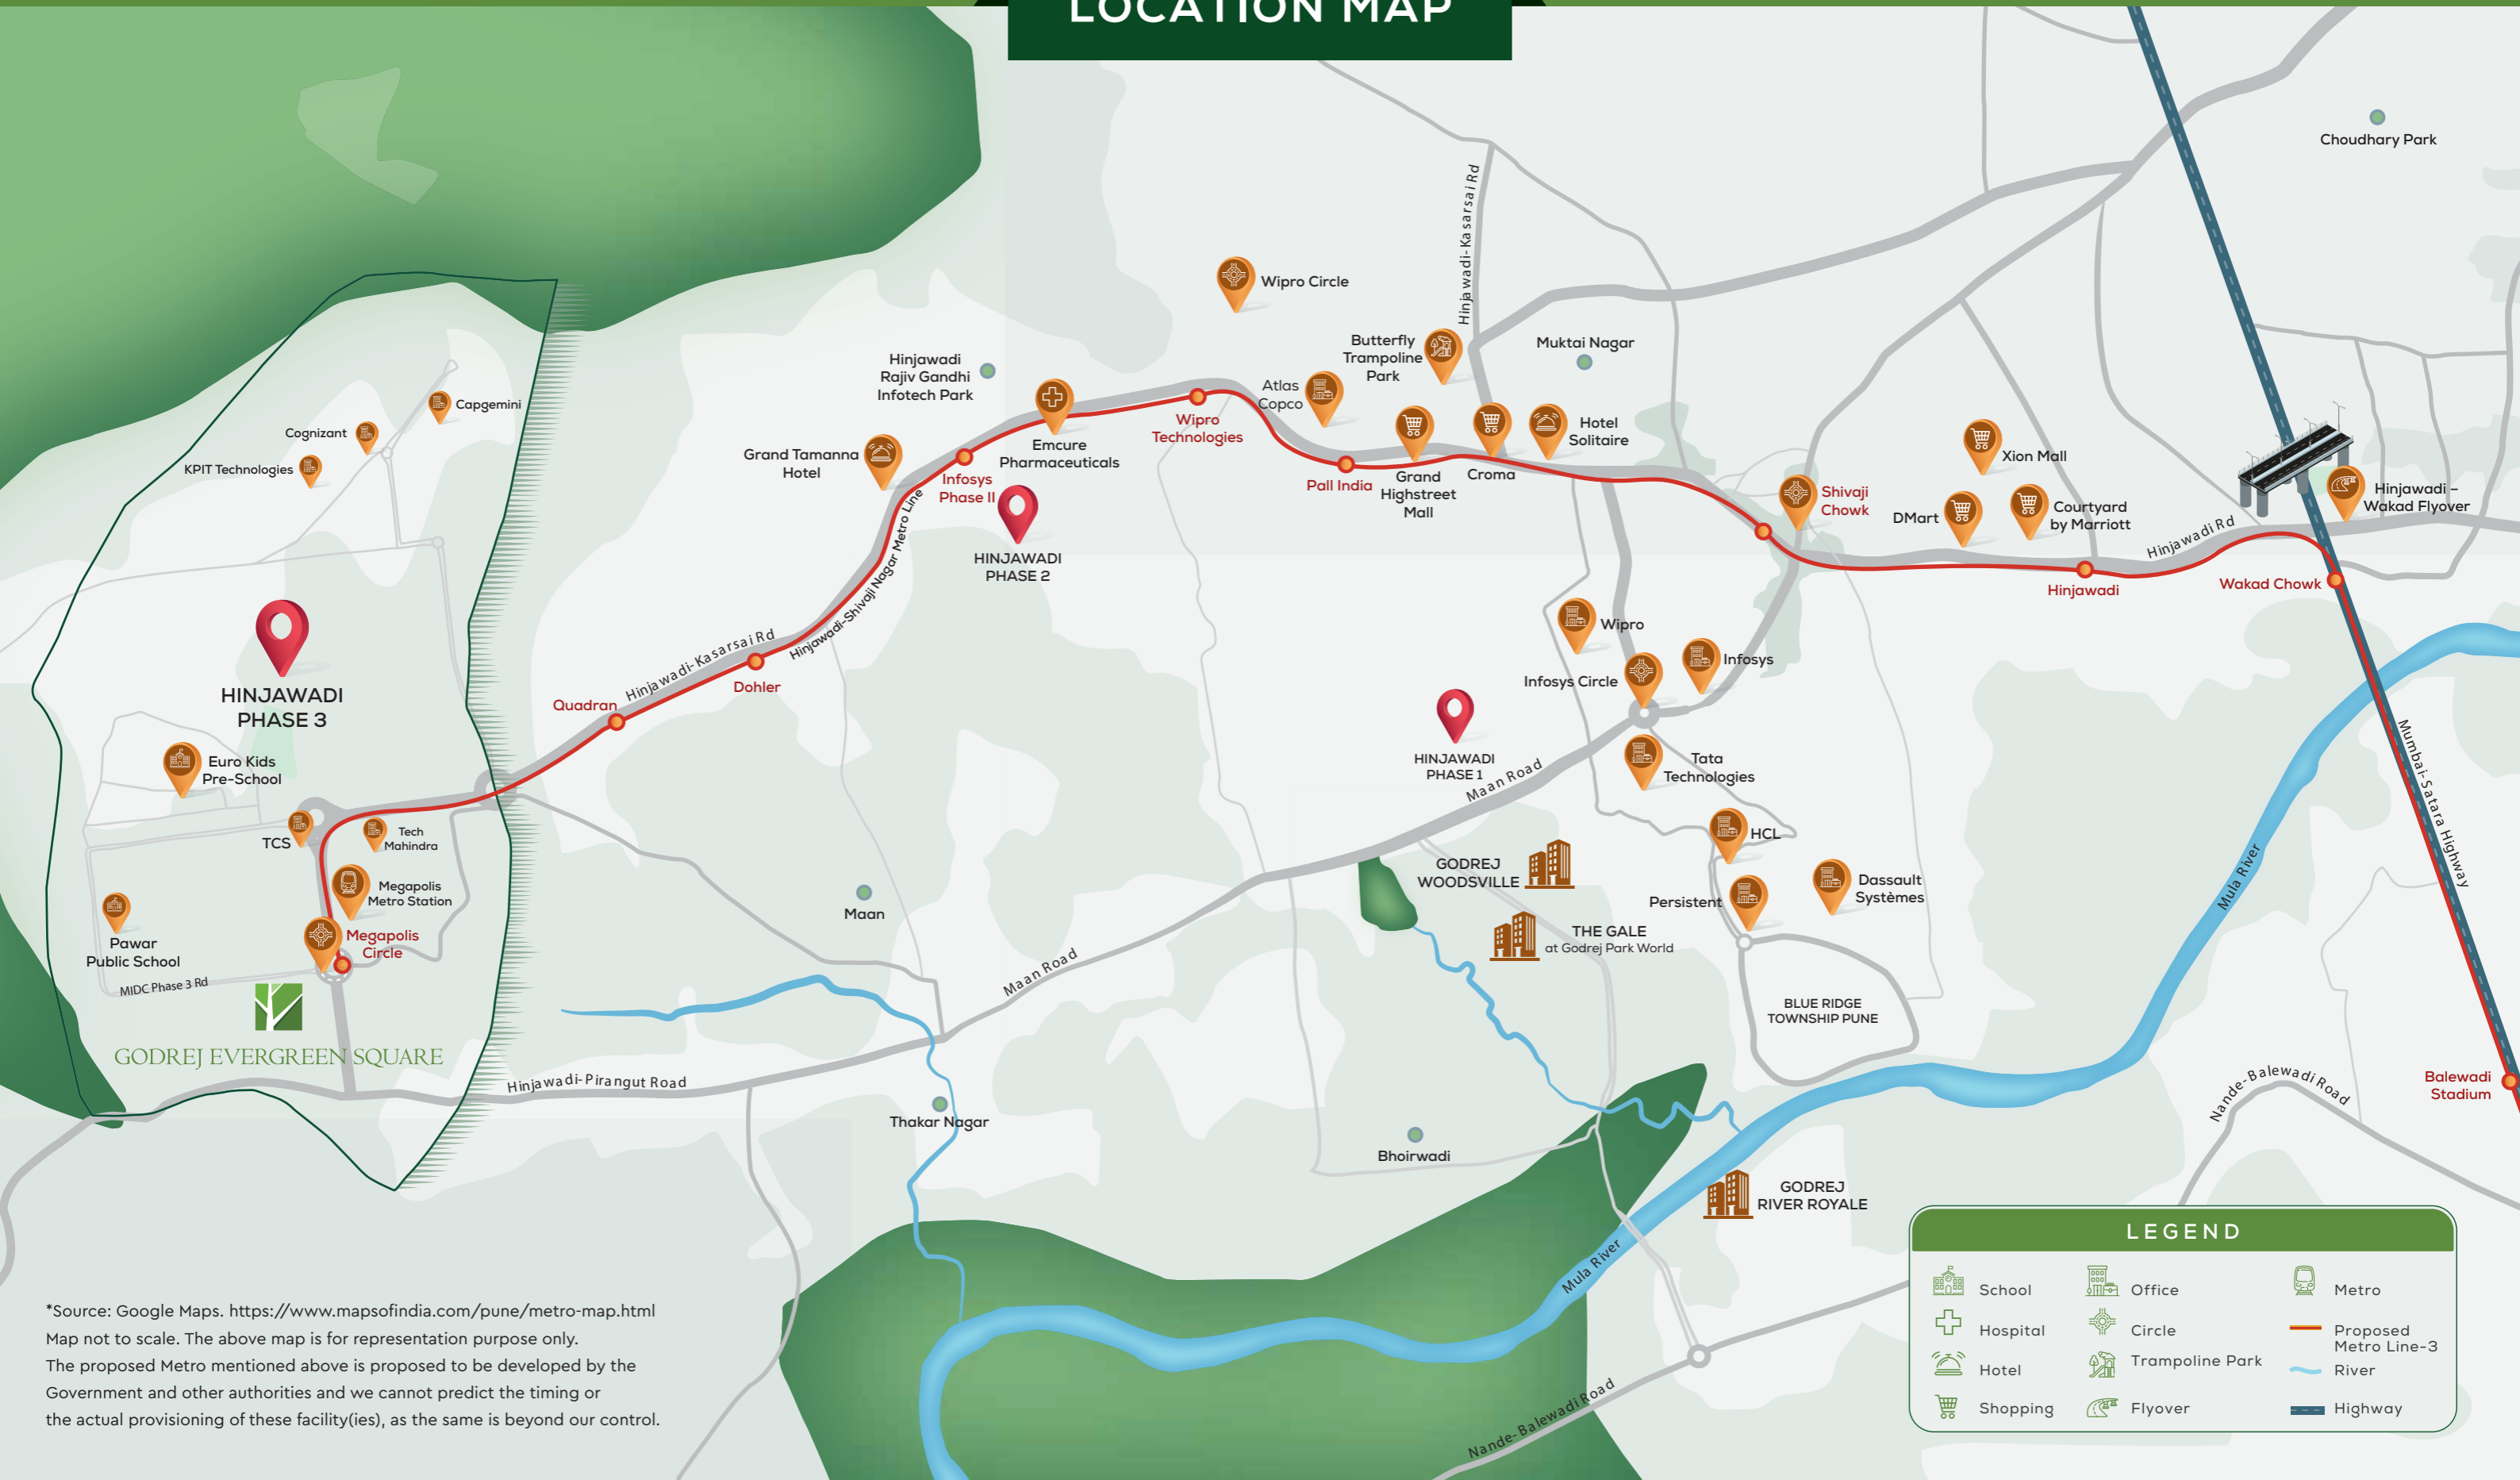 LOCATION MAP
Choudhary Park
Hinjawadi-Kasarsai Rd
Wipro Circle
Butterfly
Trampoline
Park
Muktai Nagar
Hinjawadi
Rajiv Gandhi
Infotech Park
Atlas
Copco
Capgemini
Cognizant
KPIT Technologies
Grand Tamanna
Hotel
Emcure
Pharmaceuticals
Wipro
Technologies
Hotel
Solitaire
Infosys
Phase II
Pall India
Grand
Highstreet
Mall
Croma
Shivaji
Chowk
Xion Mall
DMart
Courtyard
by Marriott
Hinjawadi –
Wakad Flyover
Hinjawadi Rd
HINJAWADI
PHASE 2
Hinjawadi
Wakad Chowk
Hinjawadi-Shivaji Nagar Metro Line
Hinjawadi-Kasarsai Rd
Dohler
Quadran
Wipro
Infosys
Infosys Circle
HINJAWADI
PHASE 3
HINJAWADI
PHASE 1
Maan Road
Tata
Technologies
Mumbai-Satara Highway
Euro Kids
Pre-School
TCS
Tech
Mahindra
Megapolis
Metro Station
Megapolis
Circle
Pawar
Public School
MIDC Phase 3 Rd
Maan
GODREJ
WOODSVILLE
HCL
Persistent
Dassault
Systèmes
Mula River
THE GALE
at Godrej Park World
Maan Road
BLUE RIDGE
TOWNSHIP PUNE
GODREJ EVERGREEN SQUARE
Hinjawadi-Pirangut Road
Thakar Nagar
Bhoirwadi
Nande-Balewadi Road
Balewadi
Stadium
GODREJ
RIVER ROYALE
Mula River
Nande-Balewadi Road
*Source: Google Maps. https://www.mapsofindia.com/pune/metro-map.html
Map not to scale. The above map is for representation purpose only.
The proposed Metro mentioned above is proposed to be developed by the
Government and other authorities and we cannot predict the timing or
the actual provisioning of these facility(ies), as the same is beyond our control.
LEGEND
School
Office
Metro
Hospital
Circle
Proposed
Metro Line-3
Hotel
Trampoline Park
River
Shopping
Flyover
Highway